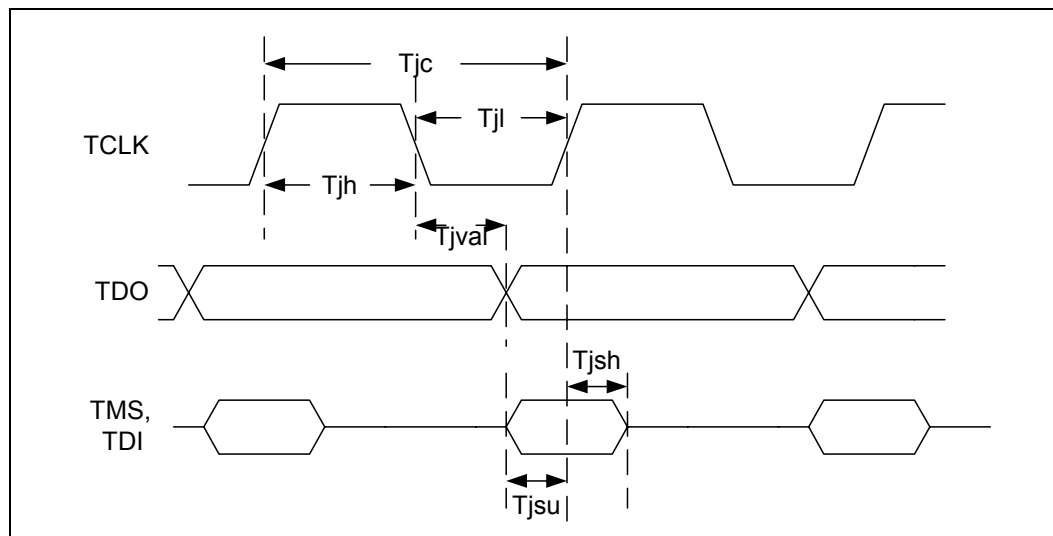 Tjc
TCLK
Tjl
Tjh
Tjval
TDO
Tjsh
TMS,
TDI
Tjsu